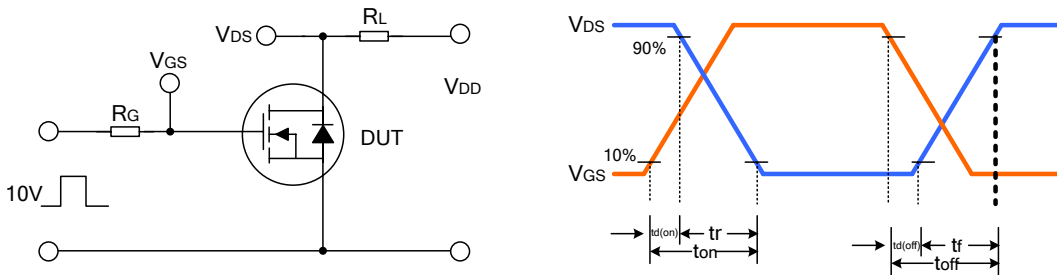 RL
VDS
VGS
VDD
RG
DUT
10V
VDS
90%
10%
VGS
td(on)
tr
ton
td(off)
tf
toff